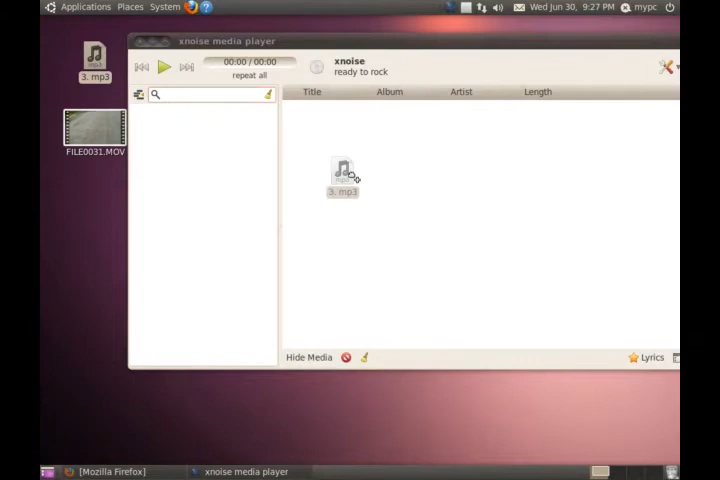 Applications Places System
Wed Jun 30, 9:27 PM
mypc
3. mp3
FILE0031.MOV
xnoise media player
00:00 / 00:00
repeat all
xnoise
ready to rock
Title Album Artist Length
3. mp3
Hide Media
Lyrics
[Mozilla Firefox]
xnoise media player